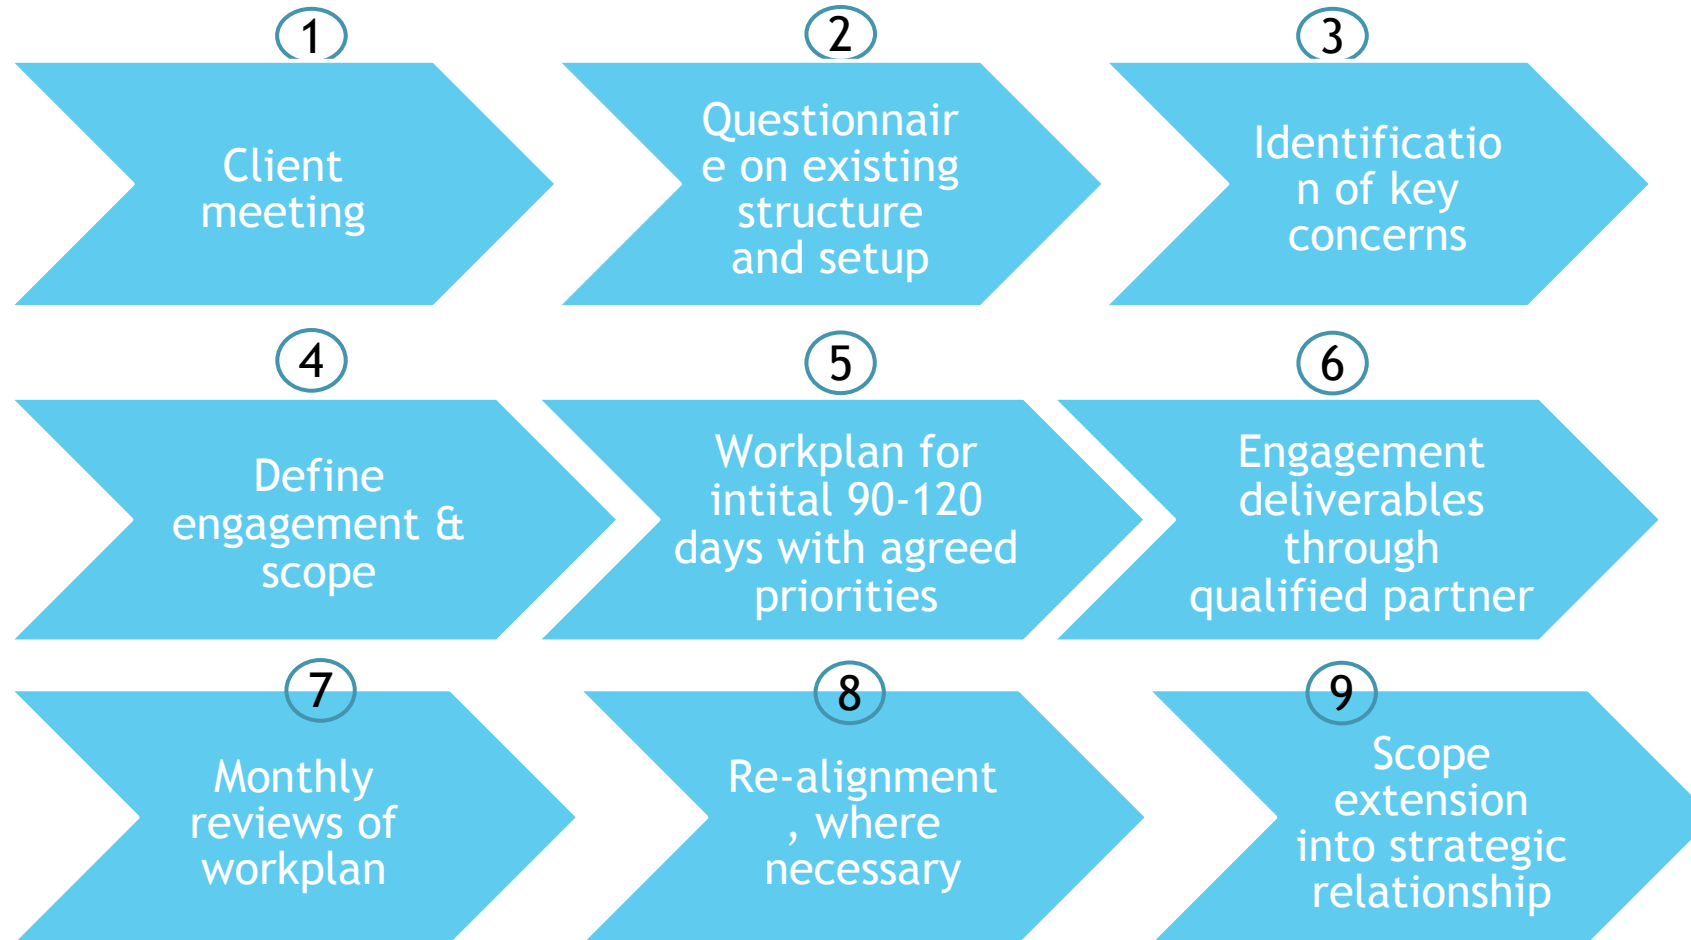 1
Client
meeting
2
Questionnair
e on existing
structure
and setup
3
Identificatio
n of key
concerns
4
Define
engagement &
scope
5
Workplan for
intital 90-120
days with agreed
priorities
6
Engagement
deliverables
through
qualified partner
7
Monthly
reviews of
workplan
8
Re-alignment
, where
necessary
9
Scope
extension
into strategic
relationship